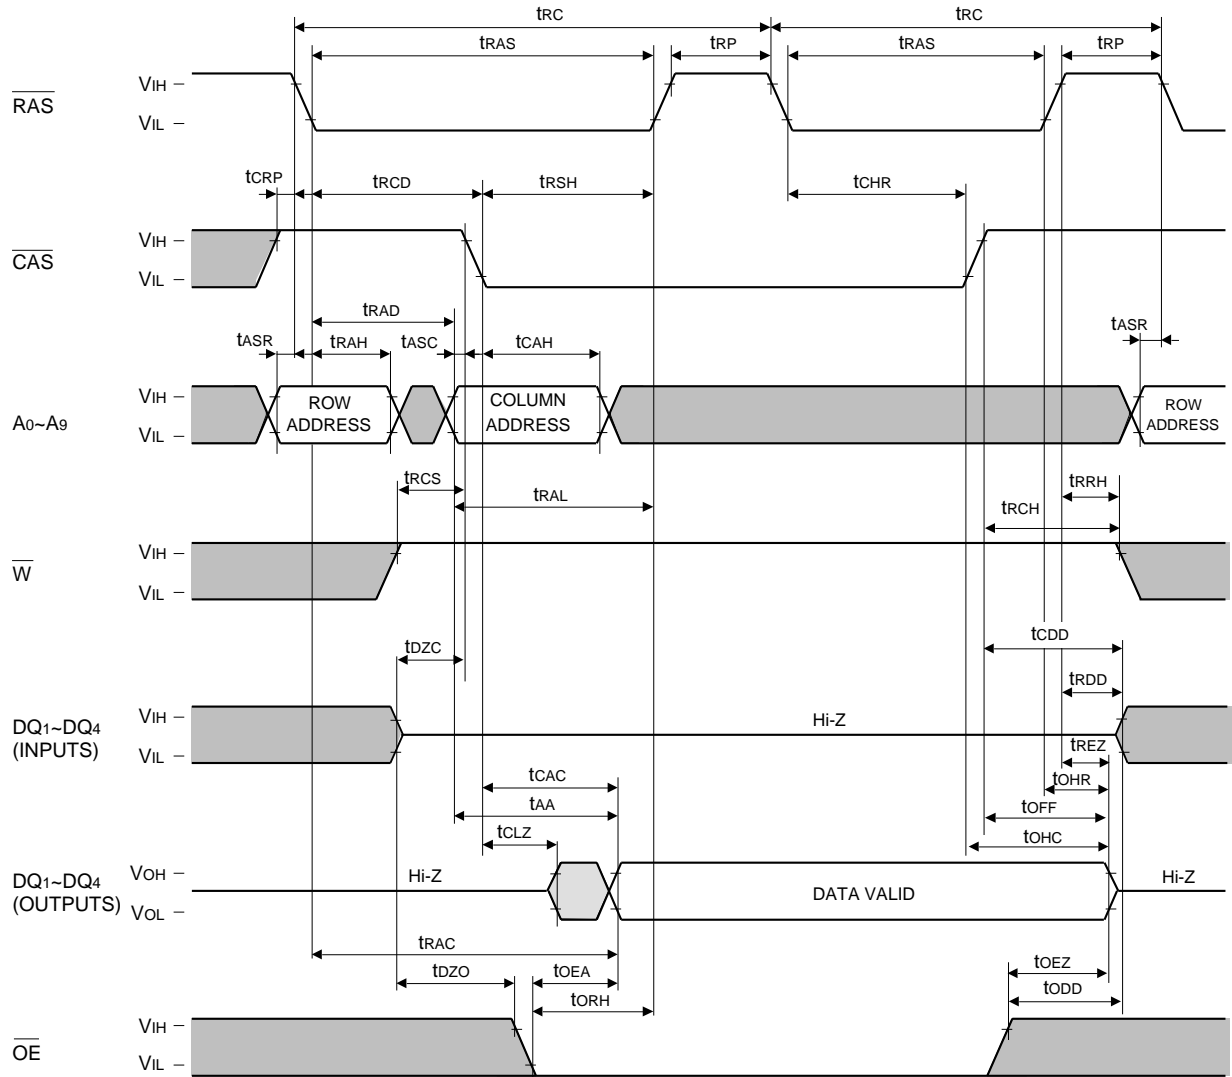 tRC tRC
tRAS tRP tRAS tRP
RAS VIH
VIL
tCRP tRCD tRSH tCHR
CAS VIH
VIL
tRAD
tASR tRAH tASC tCAH tASR
A0~A9 VIH
VIL
ROW
ADDRESS
COLUMN
ADDRESS
ROW
ADDRESS
tRCS tRRH
tRAL
tRCH
W VIH
VIL
tCDD
tDZC
tRDD
DQ1~DQ4
(INPUTS)
VIH
VIL
Hi-Z
tREZ
tCAC tOHR
tAA tOFF
tCLZ tOHC
DQ1~DQ4
(OUTPUTS)
VOH
VOL
Hi-Z DATA VALID Hi-Z
tRAC
tDZO tOEA tOEZ
tORH tODD
OE VIH
VIL